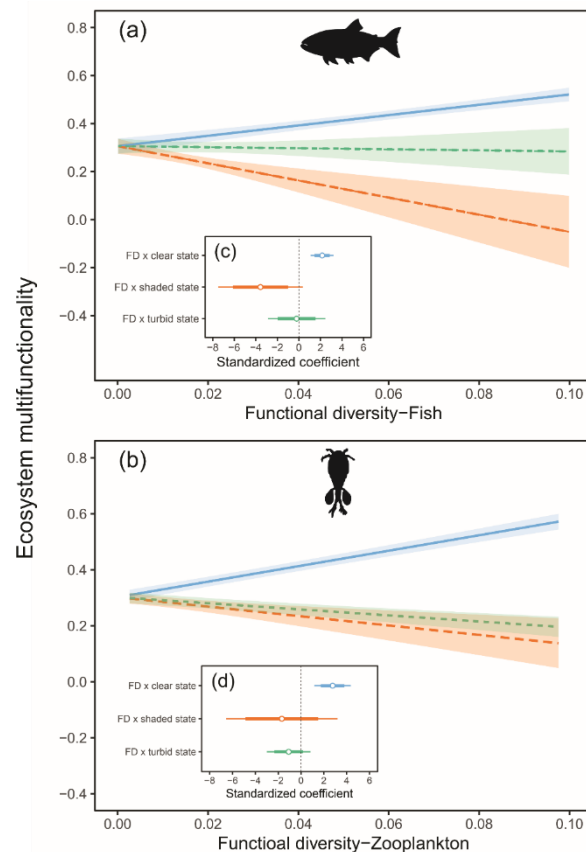 Ecosystem multifunctionality
(a)
0.8
0.6
0.4
0.2
0.0
−0.2
−0.4
(c)
FD x clear state
FD x shaded state
FD x turbid state
−8 −6 −4 −2 0 2 4 6
Standardized coefficient
0.00 0.02 0.04 0.06 0.08 0.10
Functional diversity−Fish
(b)
0.8
0.6
0.4
0.2
0.0
−0.2
−0.4
(d)
FD x clear state
FD x shaded state
FD x turbid state
−8 −6 −4 −2 0 2 4 6
Standardized coefficient
0.00 0.02 0.04 0.06 0.08 0.10
Functioal diversity−Zooplankton